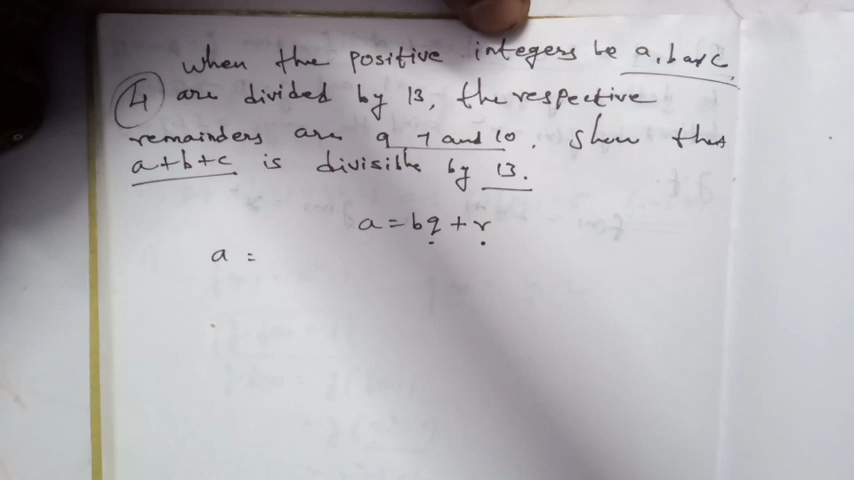 when the positive integers be a, b and c
4 are divided by 13, the respective
remainders are 9 7 and 10. Show that
a+b+c is divisible by 13.
a = bq + r
a =